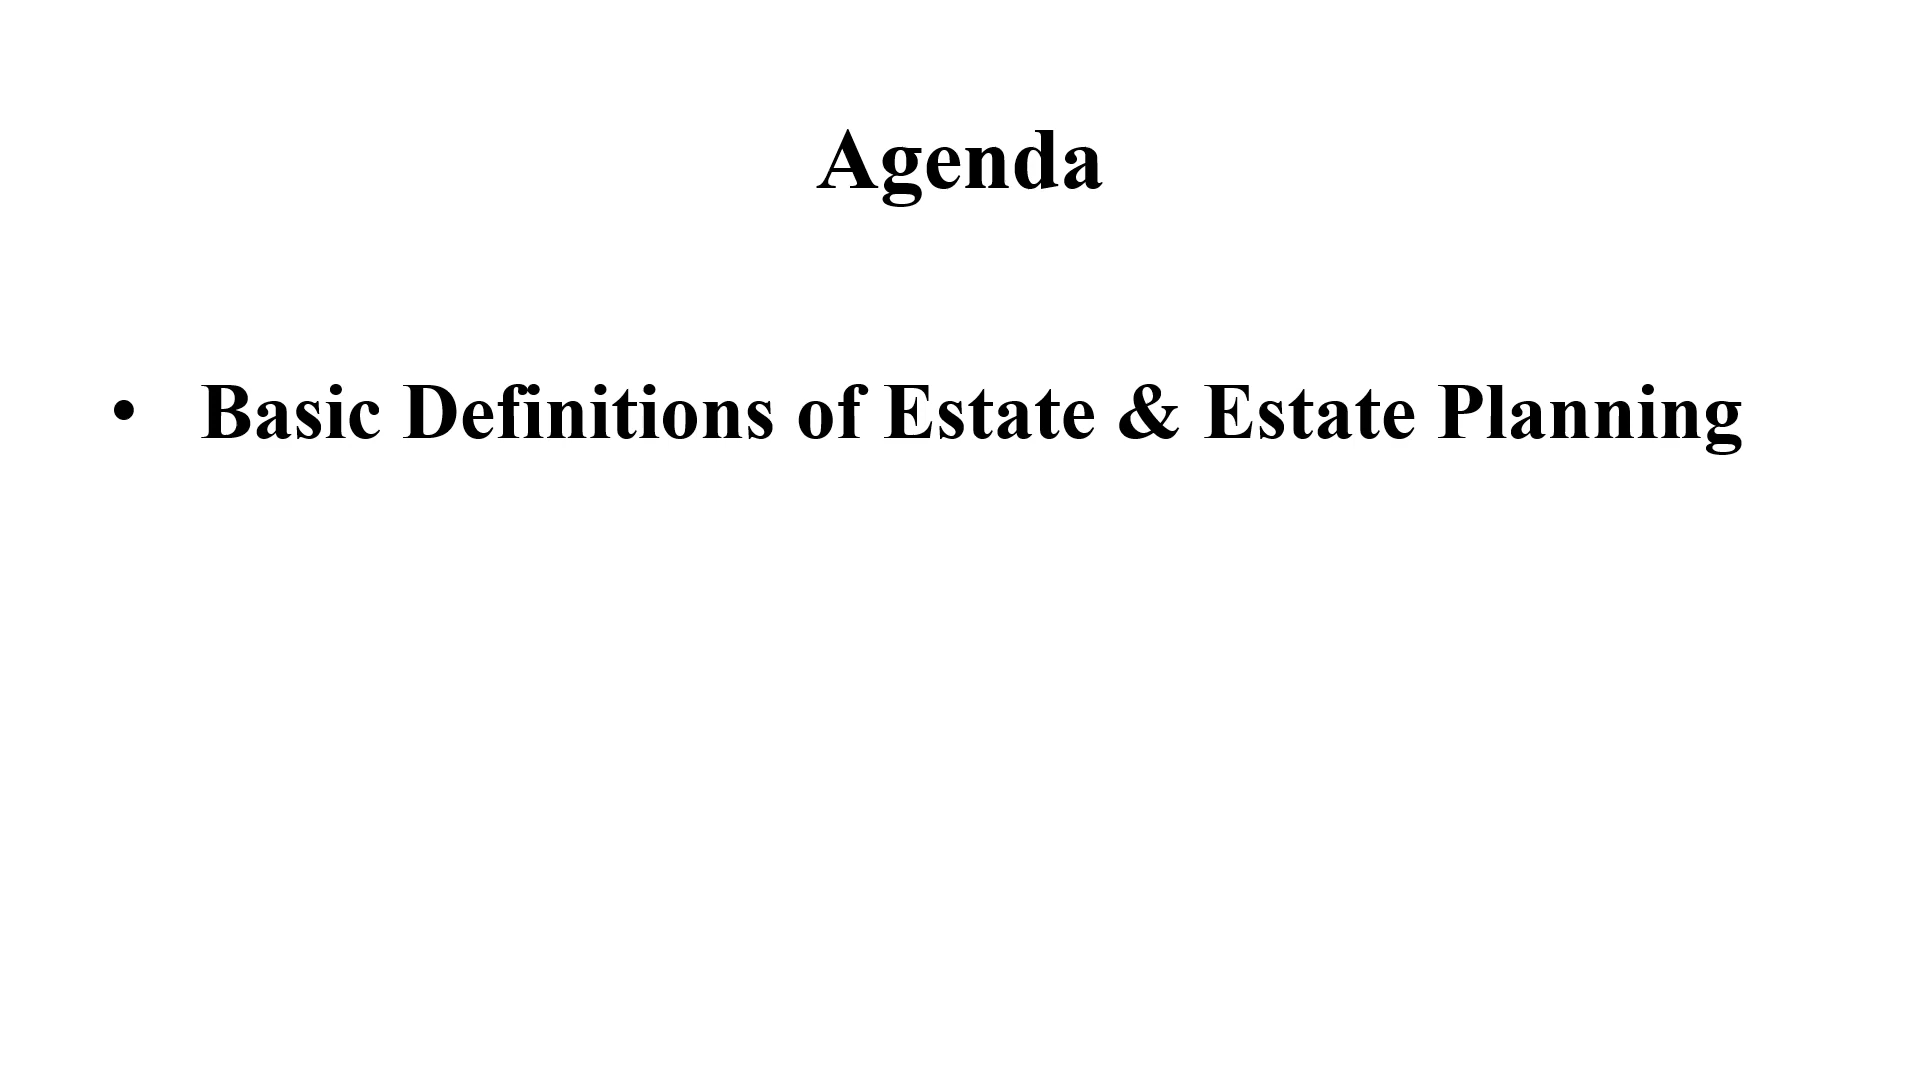 Agenda
• Basic Definitions of Estate & Estate Planning